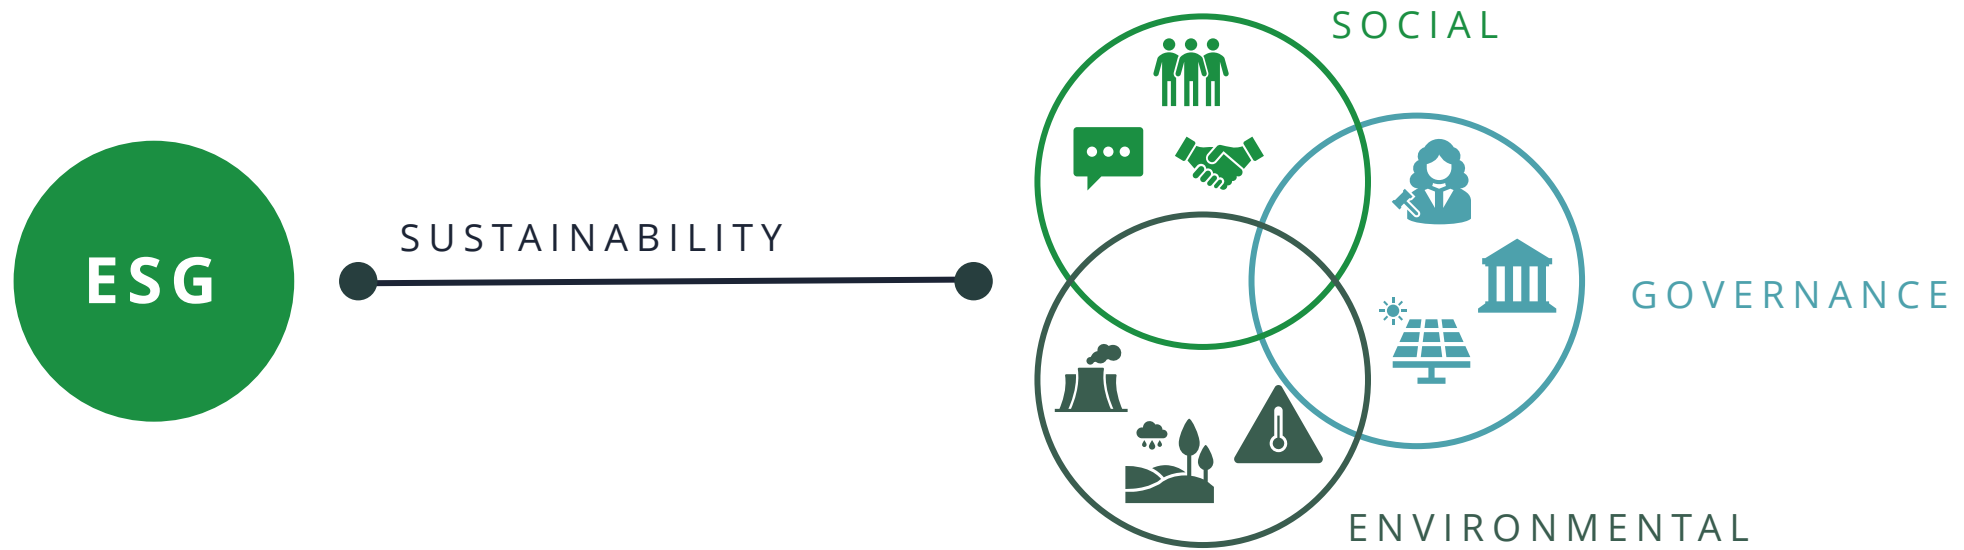 ESG
SUSTAINABILITY
SOCIAL
GOVERNANCE
ENVIRONMENTAL